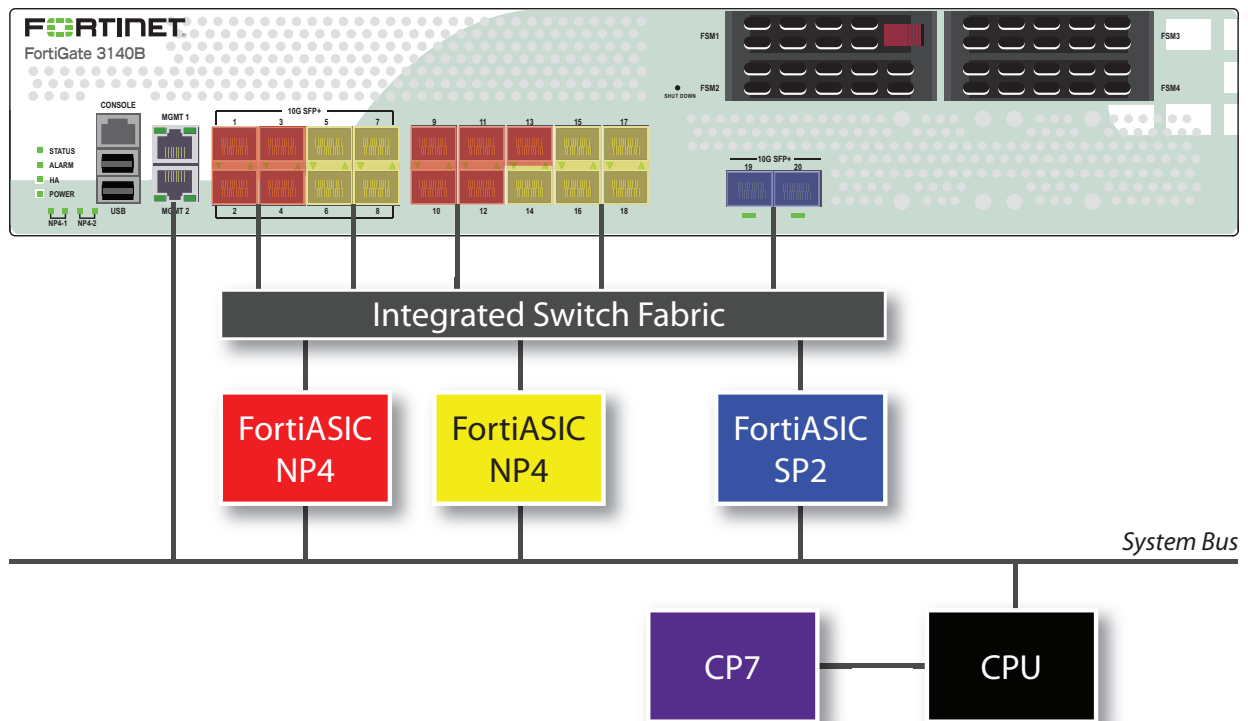 FORTINET
FortiGate 3140B
FSM1
FSM3
SHUT DOWN
FSM2
FSM4
CONSOLE
MGMT 1
10G SFP+
1 3 5 7
9 11 13 15 17
STATUS
ALARM
HA
POWER
10G SFP+
19 20
NP4-1 NP4-2
USB
MGMT 2
2 4 6 8
10 12 14 16 18
Integrated Switch Fabric
FortiASIC
NP4
FortiASIC
NP4
FortiASIC
SP2
System Bus
CP7
CPU